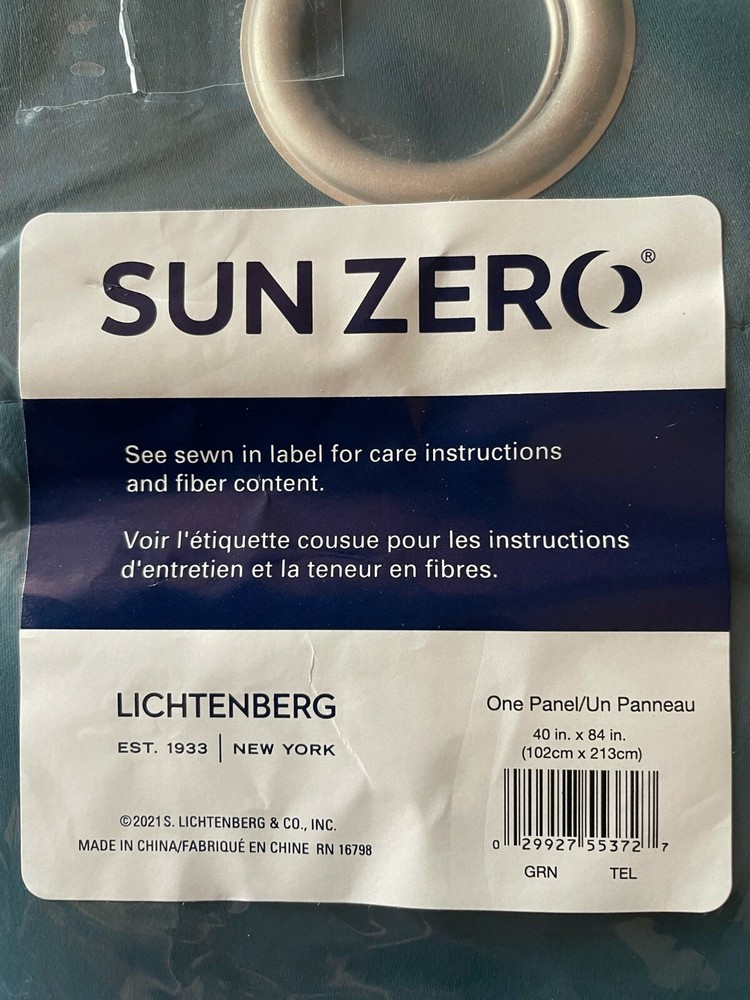 SUN ZERO®
See sewn in label for care instructions
and fiber content.
Voir l'étiquette cousue pour les instructions
d'entretien et la teneur en fibres.
LICHTENBERG
EST. 1933 | NEW YORK
©2021 S. LICHTENBERG & CO., INC.
MADE IN CHINA/FABRIQUÉ EN CHINE RN 16798
One Panel/Un Panneau
40 in. x 84 in.
(102cm x 213cm)
0 29927 55372 7
GRN TEL